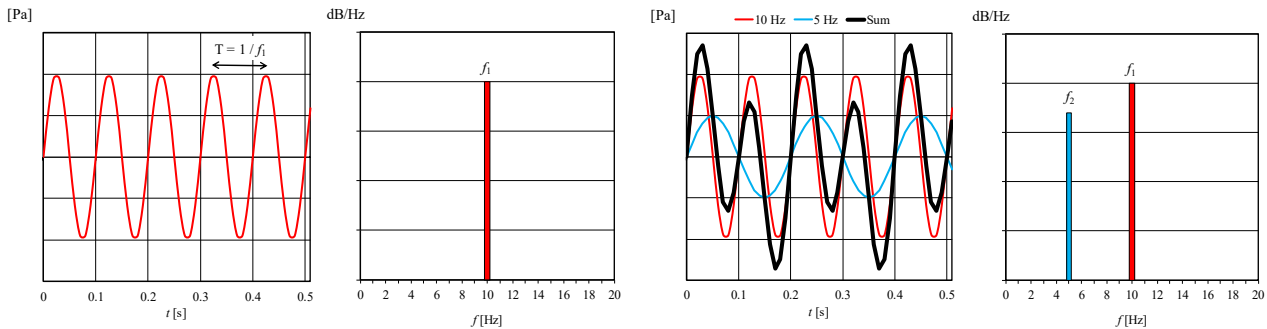 [Pa]
T = 1 / f₁
0 0.1 0.2 0.3 0.4 0.5
t [s]
dB/Hz
f₁
0 2 4 6 8 10 12 14 16 18 20
f [Hz]
[Pa]
10 Hz 5 Hz Sum
0 0.1 0.2 0.3 0.4 0.5
t [s]
dB/Hz
f₁
f₂
0 2 4 6 8 10 12 14 16 18 20
f [Hz]